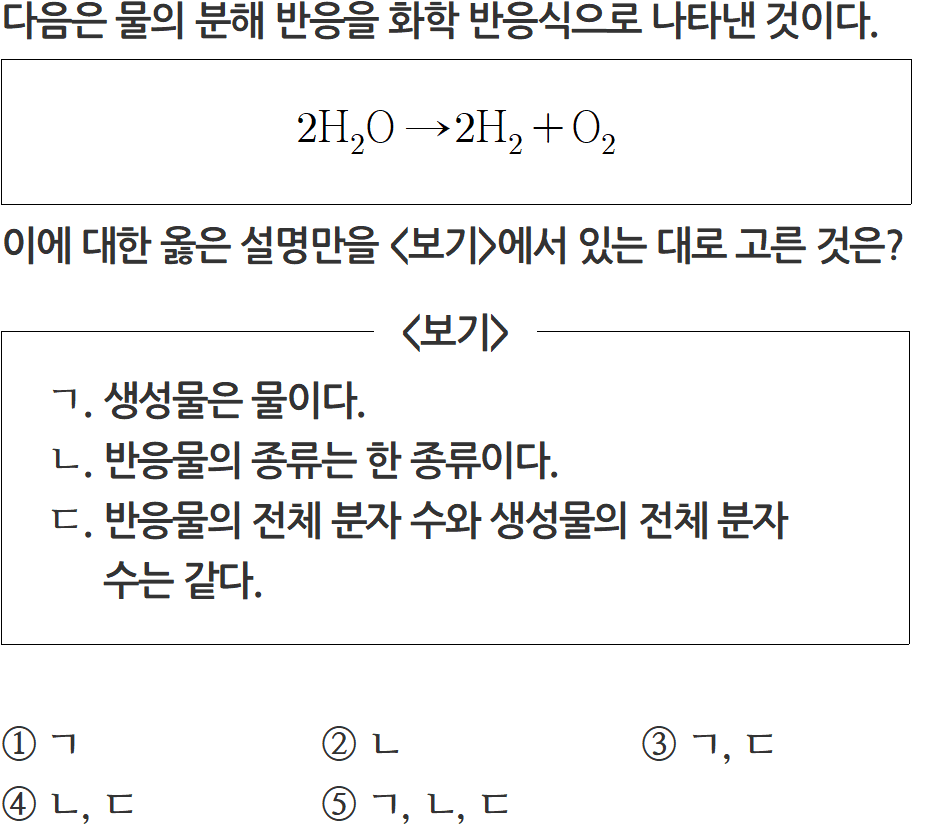 다음은 물의 분해 반응을 화학 반응식으로 나타낸 것이다.
2H₂O → 2H₂ + O₂
이에 대한 옳은 설명만을 <보기>에서 있는 대로 고른 것은?
<보기>
ㄱ. 생성물은 물이다.
ㄴ. 반응물의 종류는 한 종류이다.
ㄷ. 반응물의 전체 분자 수와 생성물의 전체 분자
수는 같다.
① ㄱ ② ㄴ ③ ㄱ, ㄷ
④ ㄴ, ㄷ ⑤ ㄱ, ㄴ, ㄷ